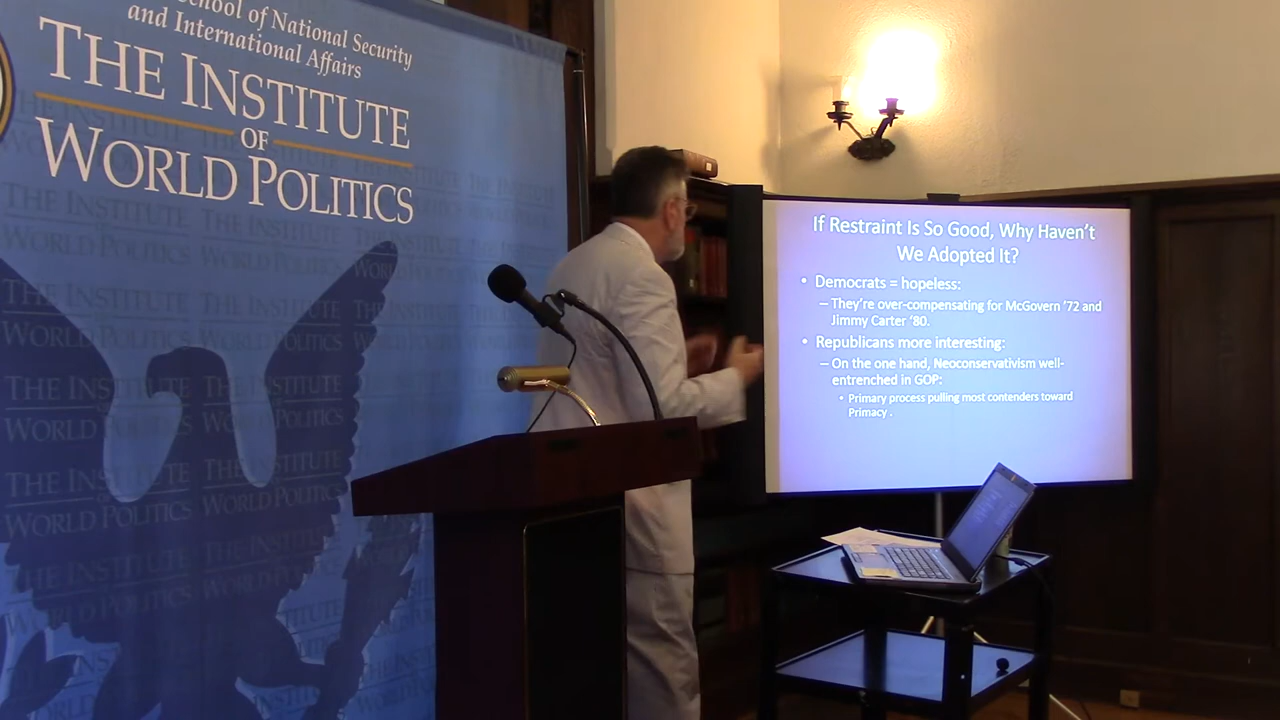 School of National Security
and International Affairs
THE INSTITUTE
OF
WORLD POLITICS
If Restraint Is So Good, Why Haven't
We Adopted It?
• Democrats = hopeless:
– They're over-compensating for McGovern '72 and
Jimmy Carter '80.
• Republicans more interesting:
– On the one hand, Neoconservativism well-
entrenched in GOP:
• Primary process pulling most contenders toward
Primacy .